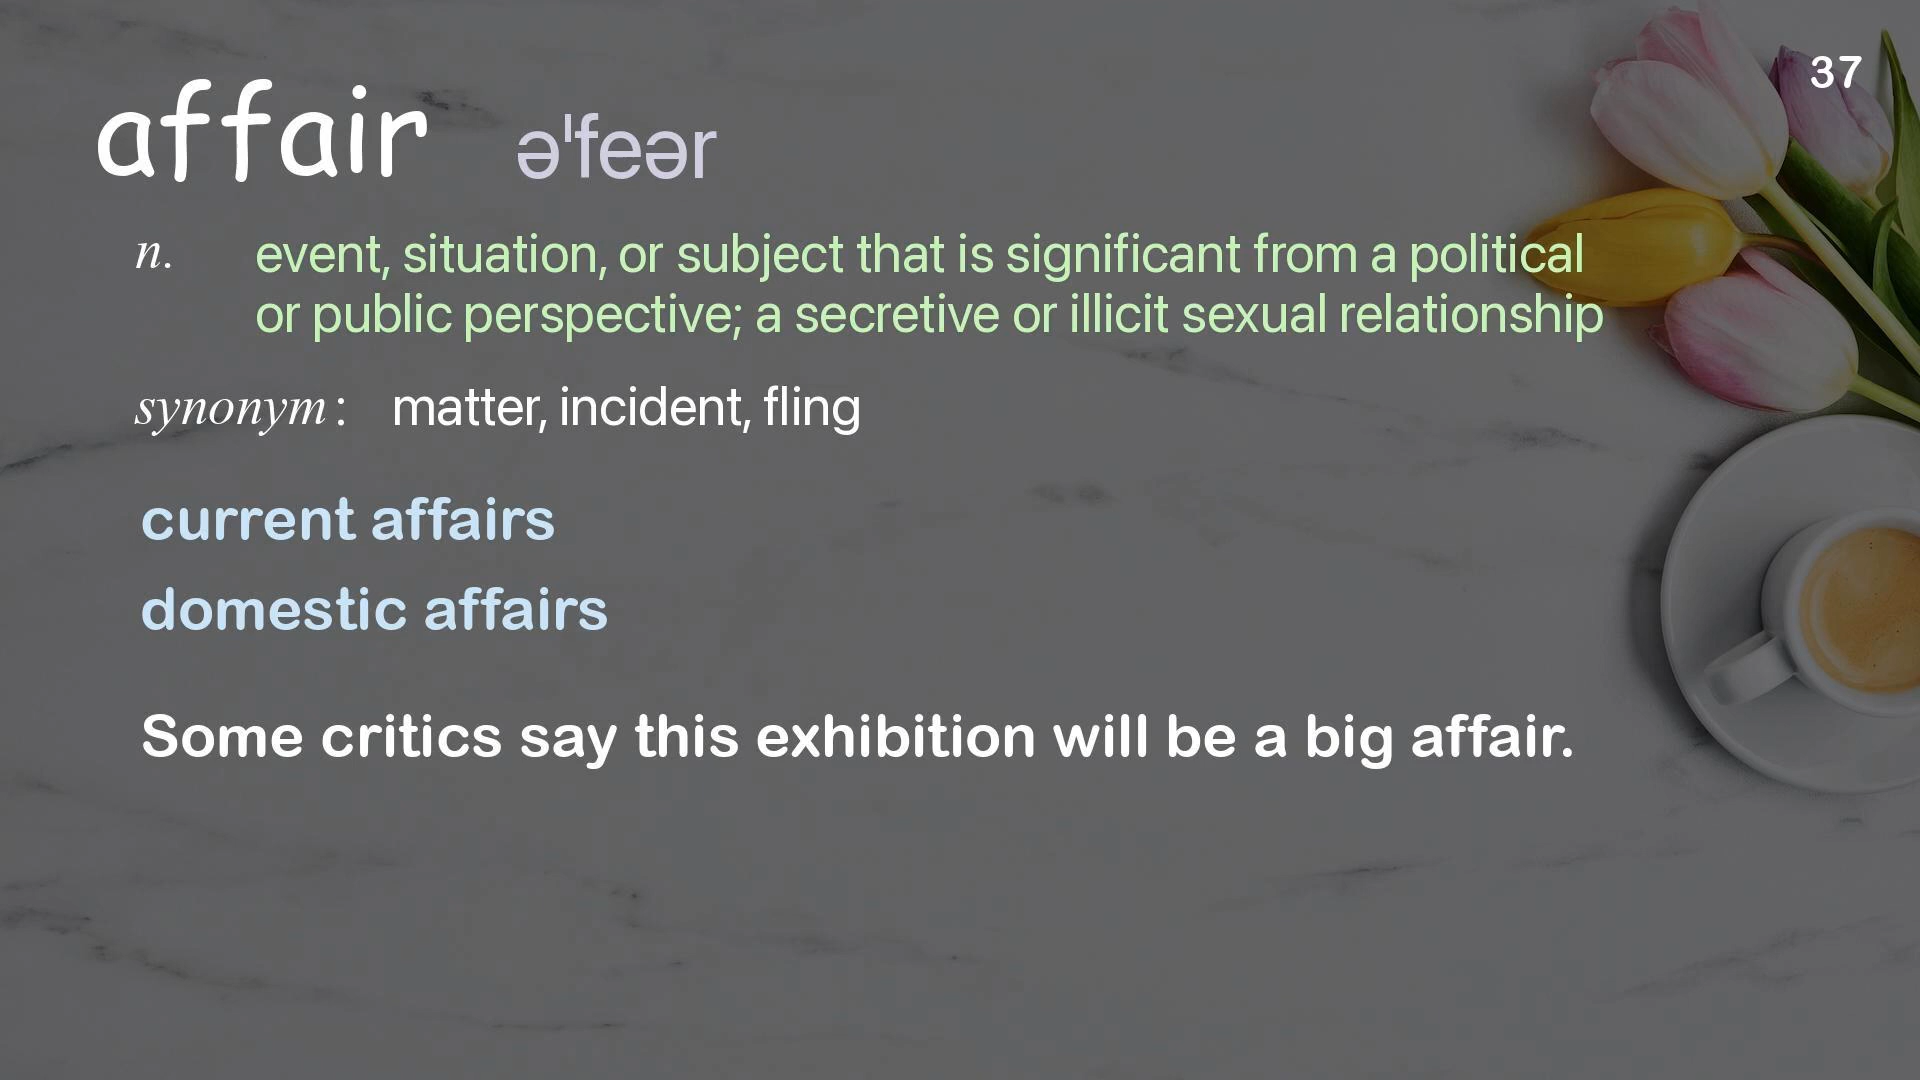 37
affair əˈfeər
n. event, situation, or subject that is significant from a political
or public perspective; a secretive or illicit sexual relationship
synonym: matter, incident, fling
current affairs
domestic affairs
Some critics say this exhibition will be a big affair.